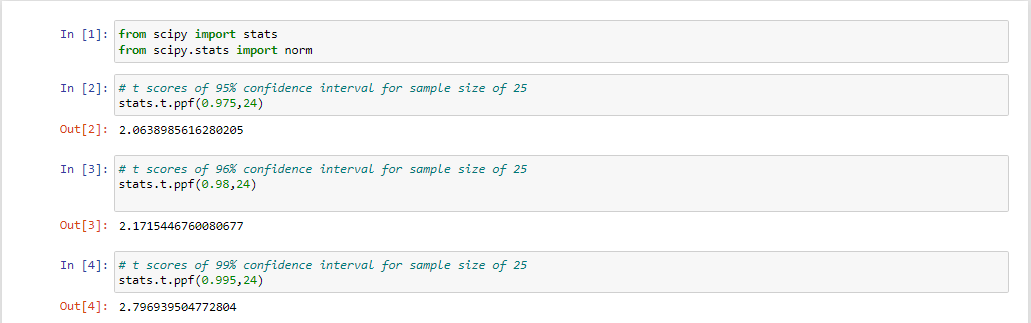 In [1]: from scipy import stats
from scipy.stats import norm
In [2]: # t scores of 95% confidence interval for sample size of 25
stats.t.ppf(0.975,24)
Out[2]: 2.0638985616280205
In [3]: # t scores of 96% confidence interval for sample size of 25
stats.t.ppf(0.98,24)
Out[3]: 2.1715446760080677
In [4]: # t scores of 99% confidence interval for sample size of 25
stats.t.ppf(0.995,24)
Out[4]: 2.796939504772804